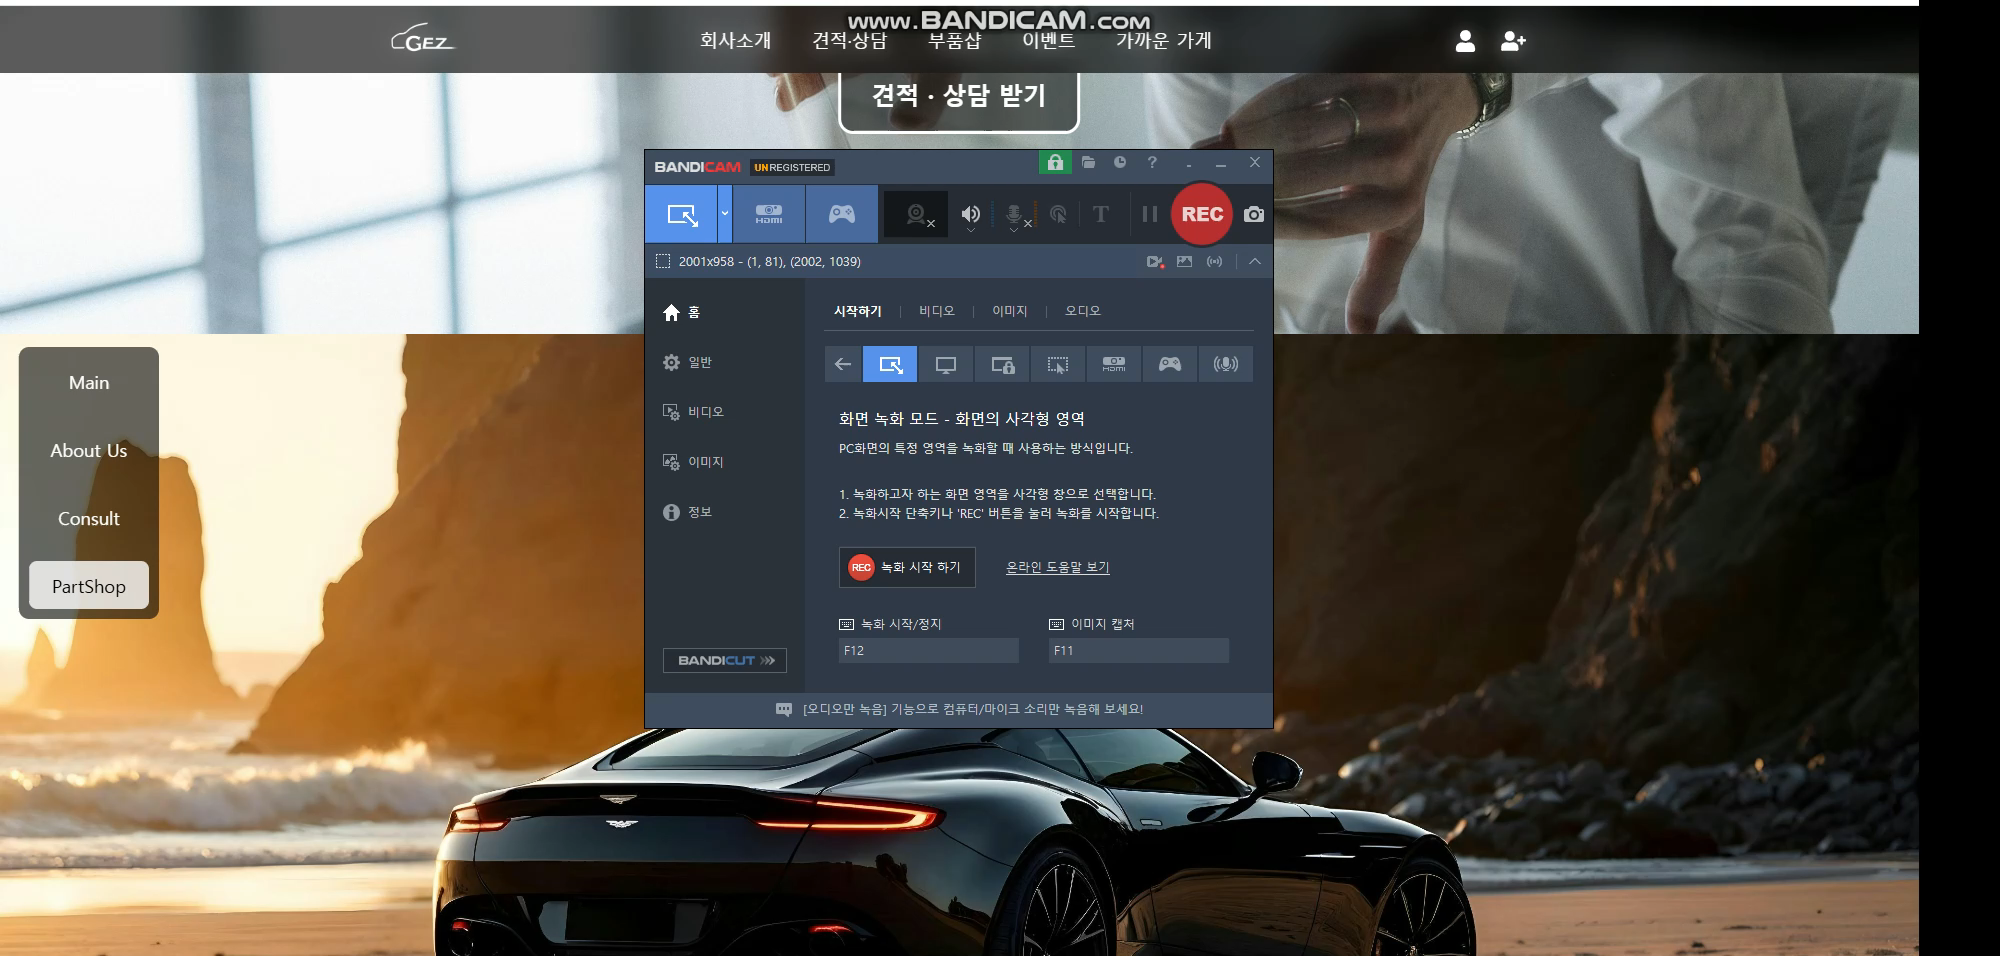 www.BANDICAM.com
GEZ
회사소개 견적·상담 부품샵 이벤트 가까운 가게
견적 · 상담 받기
BANDICAM UNREGISTERED
HDMI
REC
2001x958 - (1, 81), (2002, 1039)
홈
일반
비디오
이미지
정보
BANDICUT
시작하기 비디오 이미지 오디오
HDMI
화면 녹화 모드 - 화면의 사각형 영역
PC화면의 특정 영역을 녹화할 때 사용하는 방식입니다.
1. 녹화하고자 하는 화면 영역을 사각형 창으로 선택합니다.
2. 녹화시작 단축키나 'REC' 버튼을 눌러 녹화를 시작합니다.
REC 녹화 시작 하기 온라인 도움말 보기
녹화 시작/정지 이미지 캡처
F12 F11
[오디오만 녹음] 기능으로 컴퓨터/마이크 소리만 녹음해 보세요!
Main
About Us
Consult
PartShop